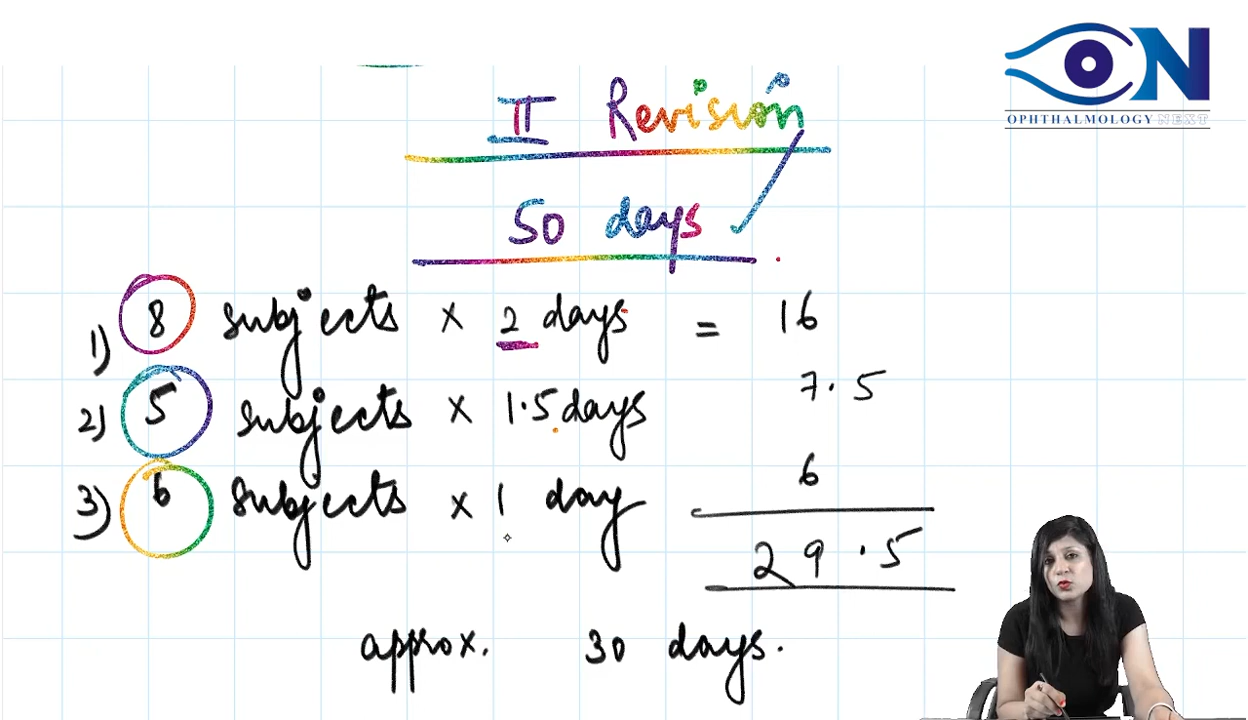 ON
OPHTHALMOLOGY NEXT
II Revision
50 days
1) 8 subjects x 2 days = 16
2) 5 subjects x 1.5 days 7.5
3) 6 subjects x 1 day 6
29.5
approx. 30 days.